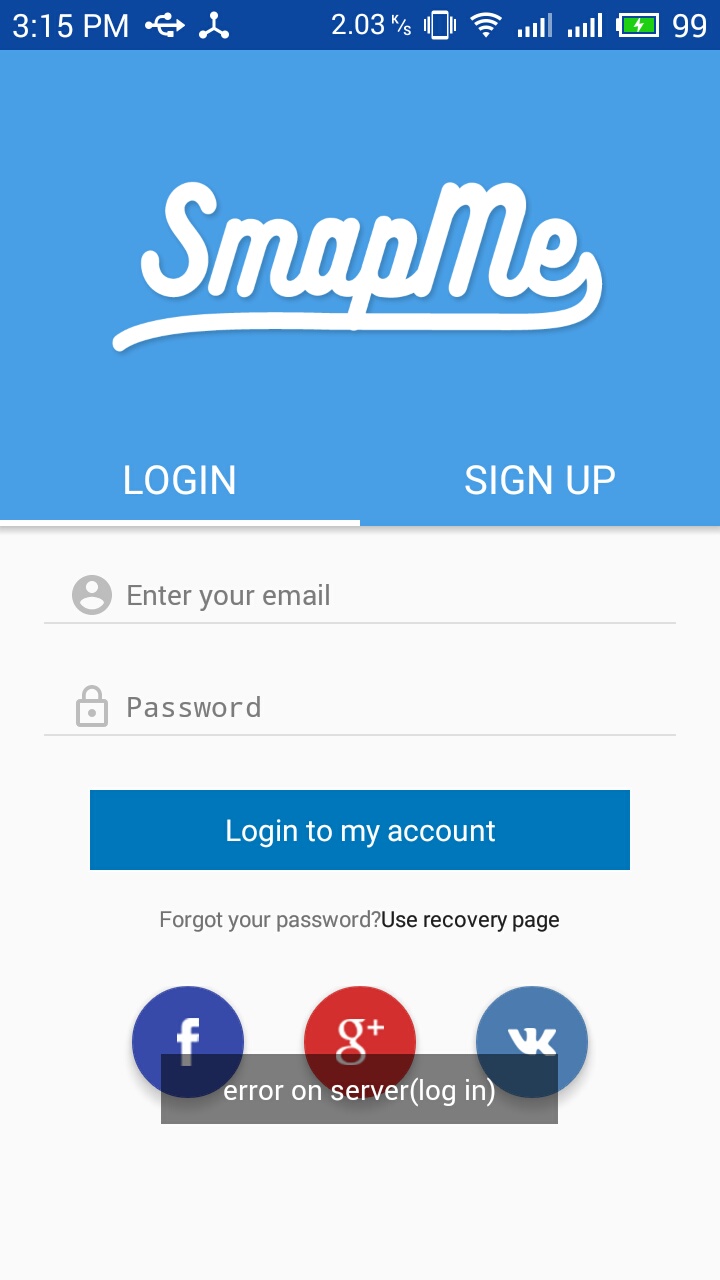 3:15 PM 2.03 K/s 99
SmapMe
LOGIN SIGN UP
Enter your email
Password
Login to my account
Forgot your password?Use recovery page
f g+ VK
error on server(log in)